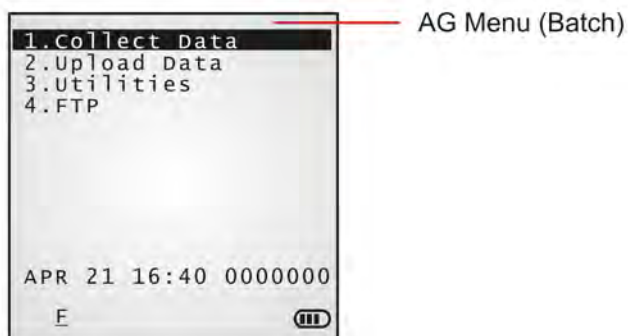 AG Menu (Batch)
1.Collect Data
2.Upload Data
3.Utilities
4.FTP
APR 21 16:40 0000000
F